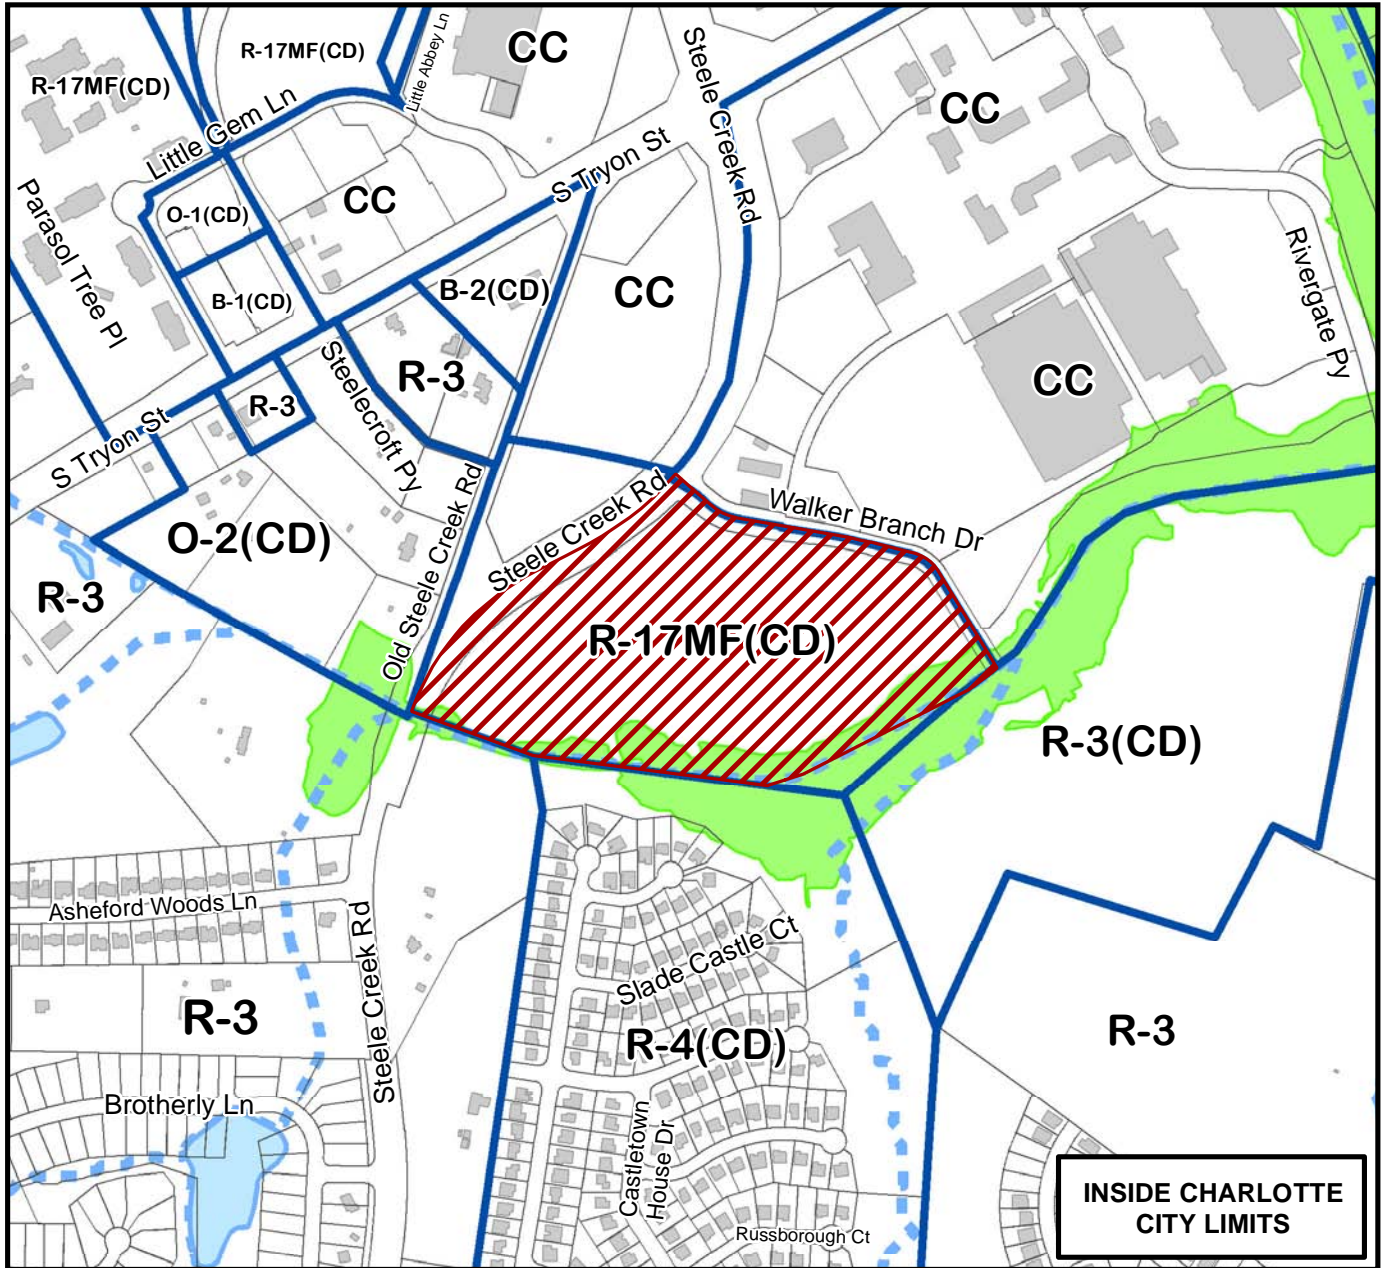 R-17MF(CD)
Little Abbey Ln
CC
Steele Creek Rd
R-17MF(CD)
CC
Little Gem Ln
S Tryon St
CC
O-1(CD)
Parasol Tree Pl
Rivergate Py
B-1(CD)
B-2(CD)
CC
R-3
CC
R-3
Steelecroft Py
S Tryon St
Steele Creek Rd
Walker Branch Dr
O-2(CD)
Old Steele Creek Rd
R-3
R-17MF(CD)
R-3(CD)
Asheford Woods Ln
Steele Creek Rd
Slade Castle Ct
R-3
R-4(CD)
R-3
Brotherly Ln
Castletown
House Dr
Russborough Ct
INSIDE CHARLOTTE
CITY LIMITS